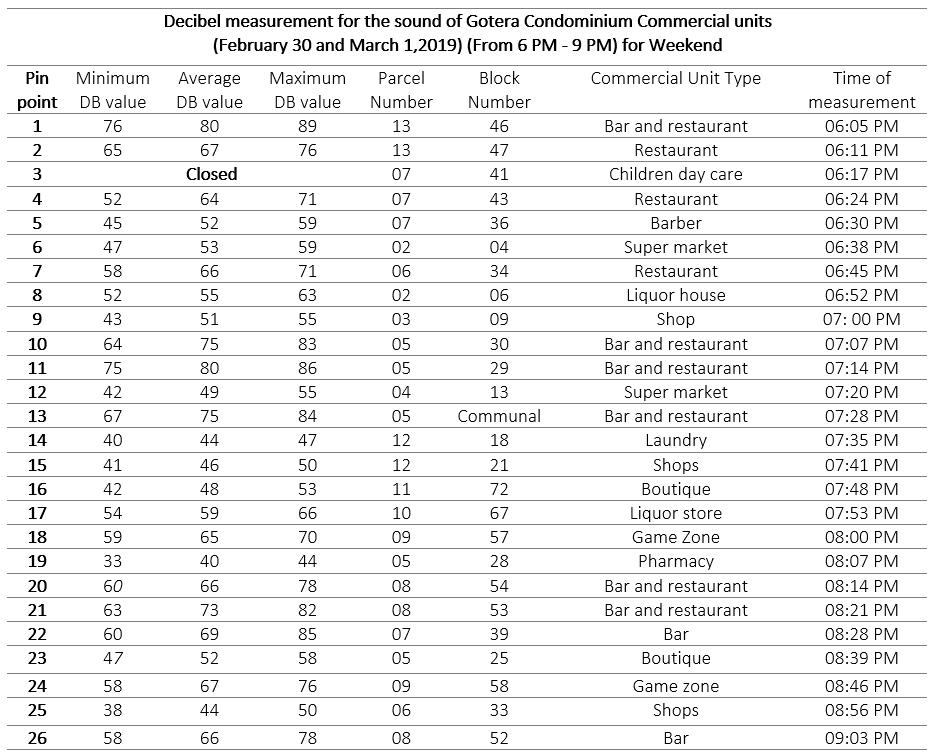 Decibel measurement for the sound of Gotera Condominium Commercial units
(February 30 and March 1,2019) (From 6 PM - 9 PM) for Weekend
Pin Minimum Average Maximum Parcel Block Commercial Unit Type Time of
point DB value DB value DB value Number Number measurement
1 76 80 89 13 46 Bar and restaurant 06:05 PM
2 65 67 76 13 47 Restaurant 06:11 PM
3 Closed 07 41 Children day care 06:17 PM
4 52 64 71 07 43 Restaurant 06:24 PM
5 45 52 59 07 36 Barber 06:30 PM
6 47 53 59 02 04 Super market 06:38 PM
7 58 66 71 06 34 Restaurant 06:45 PM
8 52 55 63 02 06 Liquor house 06:52 PM
9 43 51 55 03 09 Shop 07: 00 PM
10 64 75 83 05 30 Bar and restaurant 07:07 PM
11 75 80 86 05 29 Bar and restaurant 07:14 PM
12 42 49 55 04 13 Super market 07:20 PM
13 67 75 84 05 Communal Bar and restaurant 07:28 PM
14 40 44 47 12 18 Laundry 07:35 PM
15 41 46 50 12 21 Shops 07:41 PM
16 42 48 53 11 72 Boutique 07:48 PM
17 54 59 66 10 67 Liquor store 07:53 PM
18 59 65 70 09 57 Game Zone 08:00 PM
19 33 40 44 05 28 Pharmacy 08:07 PM
20 60 66 78 08 54 Bar and restaurant 08:14 PM
21 63 73 82 08 53 Bar and restaurant 08:21 PM
22 60 69 85 07 39 Bar 08:28 PM
23 47 52 58 05 25 Boutique 08:39 PM
24 58 67 76 09 58 Game zone 08:46 PM
25 38 44 50 06 33 Shops 08:56 PM
26 58 66 78 08 52 Bar 09:03 PM